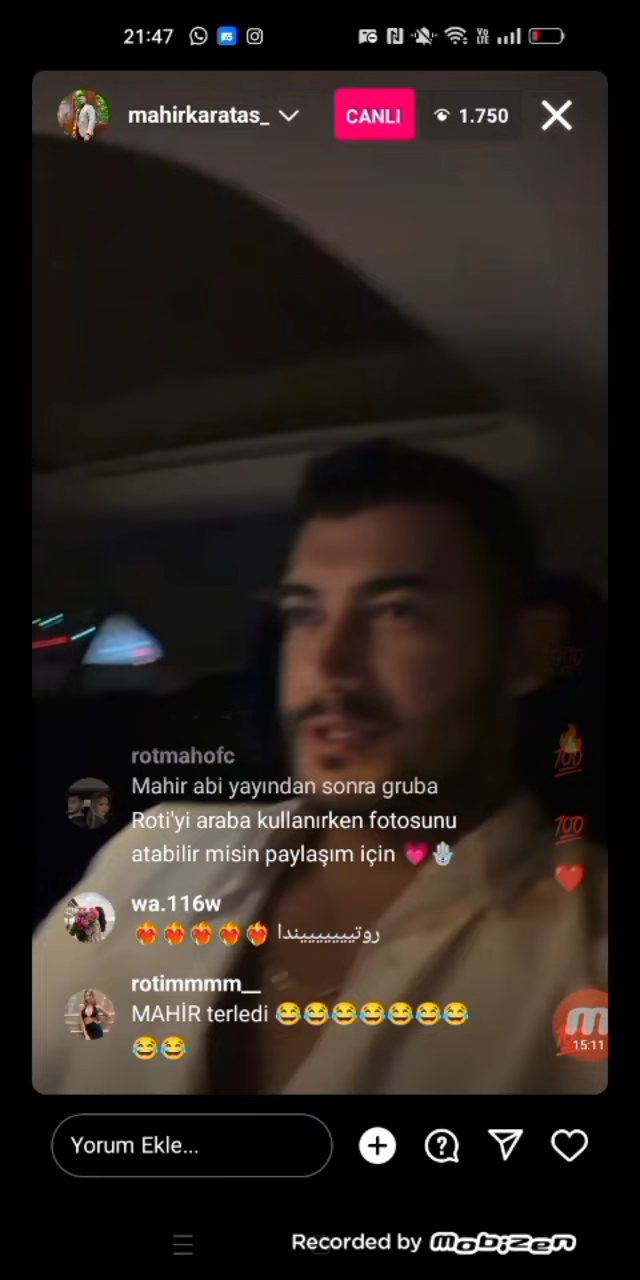 21:47
mahirkaratas_
CANLI
1.750
rotmahofc
Mahir abi yayından sonra gruba
Roti'yi araba kullanırken fotosunu
atabilir misin paylaşım için 💗🪬
wa.116w
❤️‍🔥❤️‍🔥❤️‍🔥❤️‍🔥❤️‍🔥 روتيييييييندا
rotimmmm__
MAHİR terledi 😂😂😂😂😂😂😂
😂😂
15:11
Yorum Ekle...
Recorded by mobizen